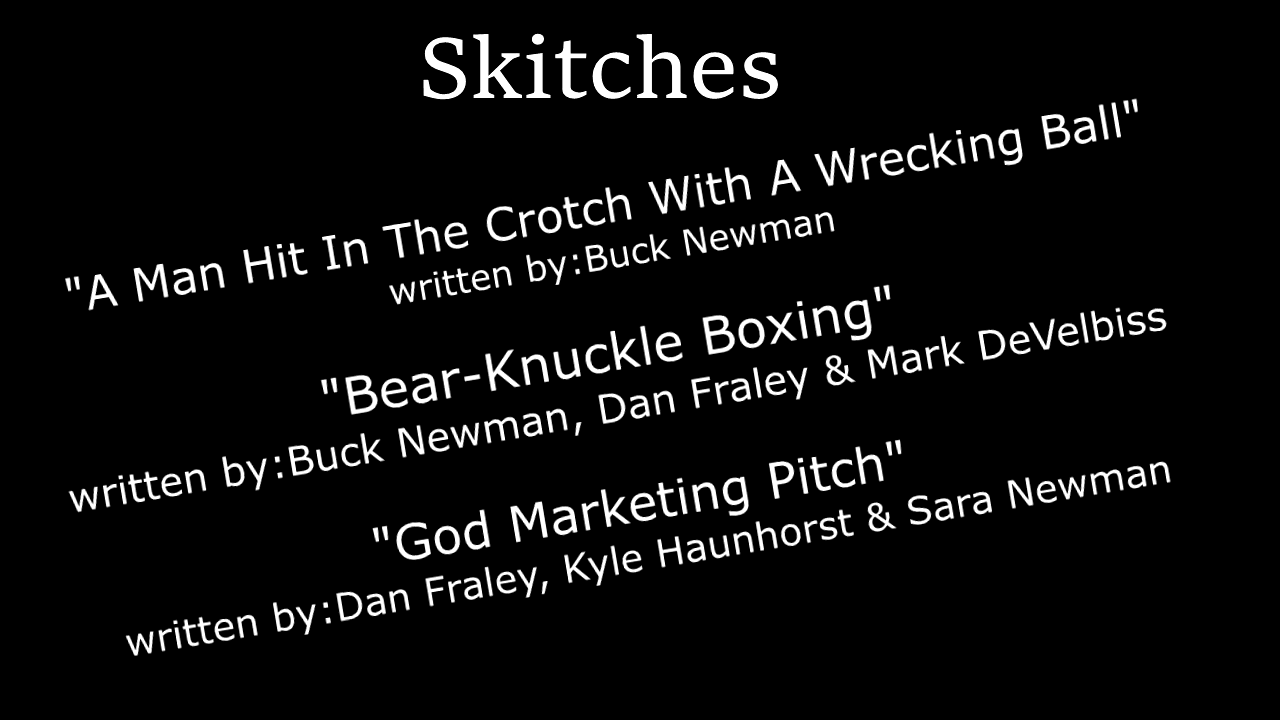 Skitches
"A Man Hit In The Crotch With A Wrecking Ball"
written by:Buck Newman
"Bear-Knuckle Boxing"
written by:Buck Newman, Dan Fraley & Mark DeVelbiss
"God Marketing Pitch"
written by:Dan Fraley, Kyle Haunhorst & Sara Newman